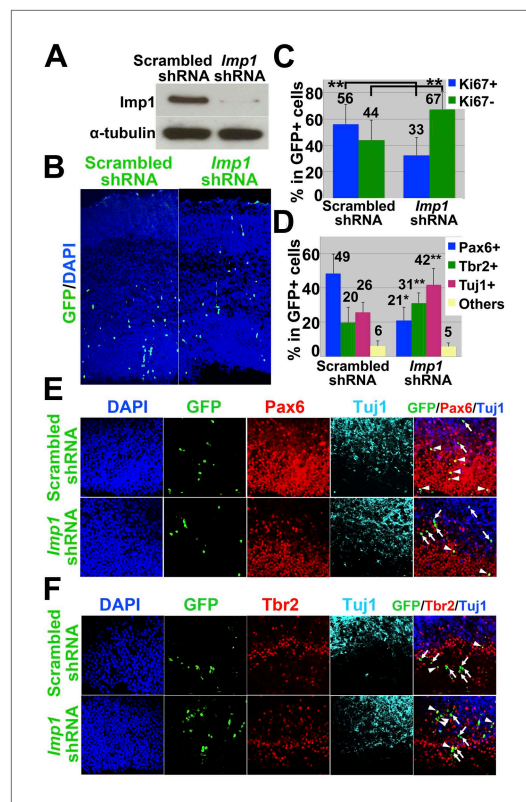 A
Scrambled Imp1
shRNA shRNA
Imp1
α-tubulin
B
Scrambled Imp1
shRNA shRNA
GFP/DAPI
C
Ki67+
Ki67-
% in GFP+ cells
80
60
40
20
0
** **
56 44 33 67
Scrambled Imp1
shRNA shRNA
D
Pax6+
Tbr2+
Tuj1+
Others
% in GFP+ cells
60
40
20
0
49 20 26 6 21* 31** 42** 5
Scrambled Imp1
shRNA shRNA
E
DAPI GFP Pax6 Tuj1 GFP/Pax6/Tuj1
Scrambled
shRNA
Imp1
shRNA
F
DAPI GFP Tbr2 Tuj1 GFP/Tbr2/Tuj1
Scrambled
shRNA
Imp1
shRNA